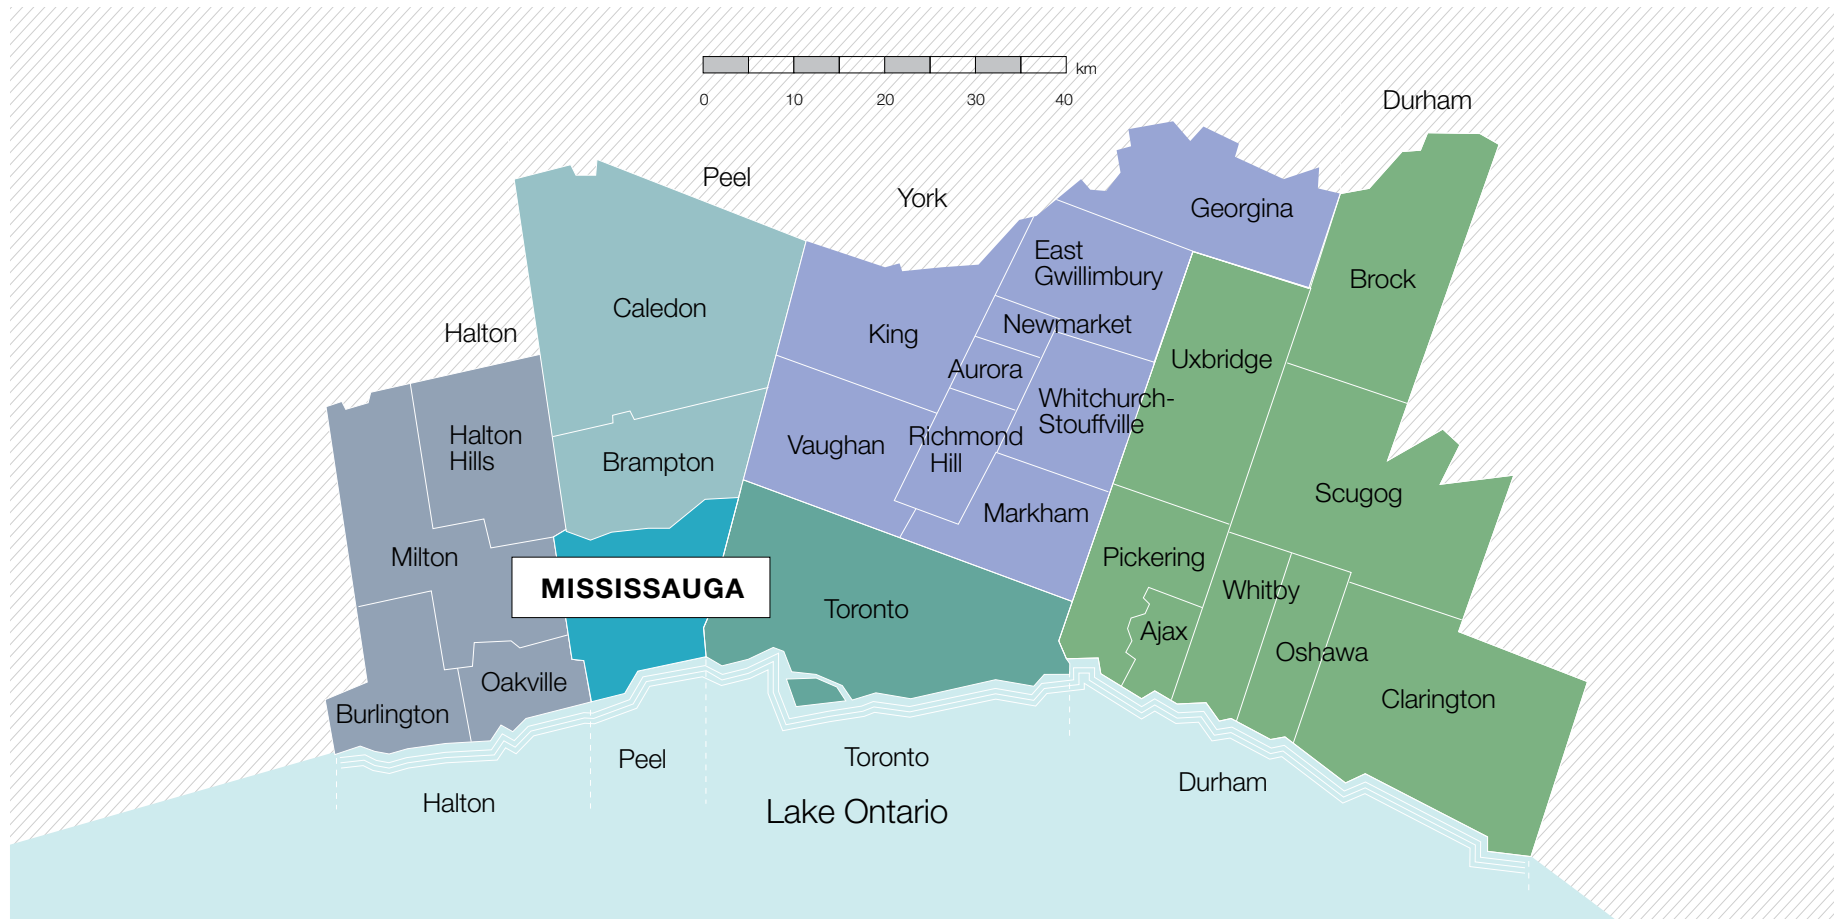 km
0 10 20 30 40
Durham
Peel
York
Georgina
East
Gwillimbury
Brock
Caledon
Halton
King
Newmarket
Uxbridge
Aurora
Whitchurch-
Stouffville
Halton
Hills
Vaughan
Richmond
Hill
Brampton
Scugog
Markham
Milton
Pickering
MISSISSAUGA
Whitby
Toronto
Ajax
Oshawa
Oakville
Clarington
Burlington
Peel
Toronto
Durham
Halton
Lake Ontario